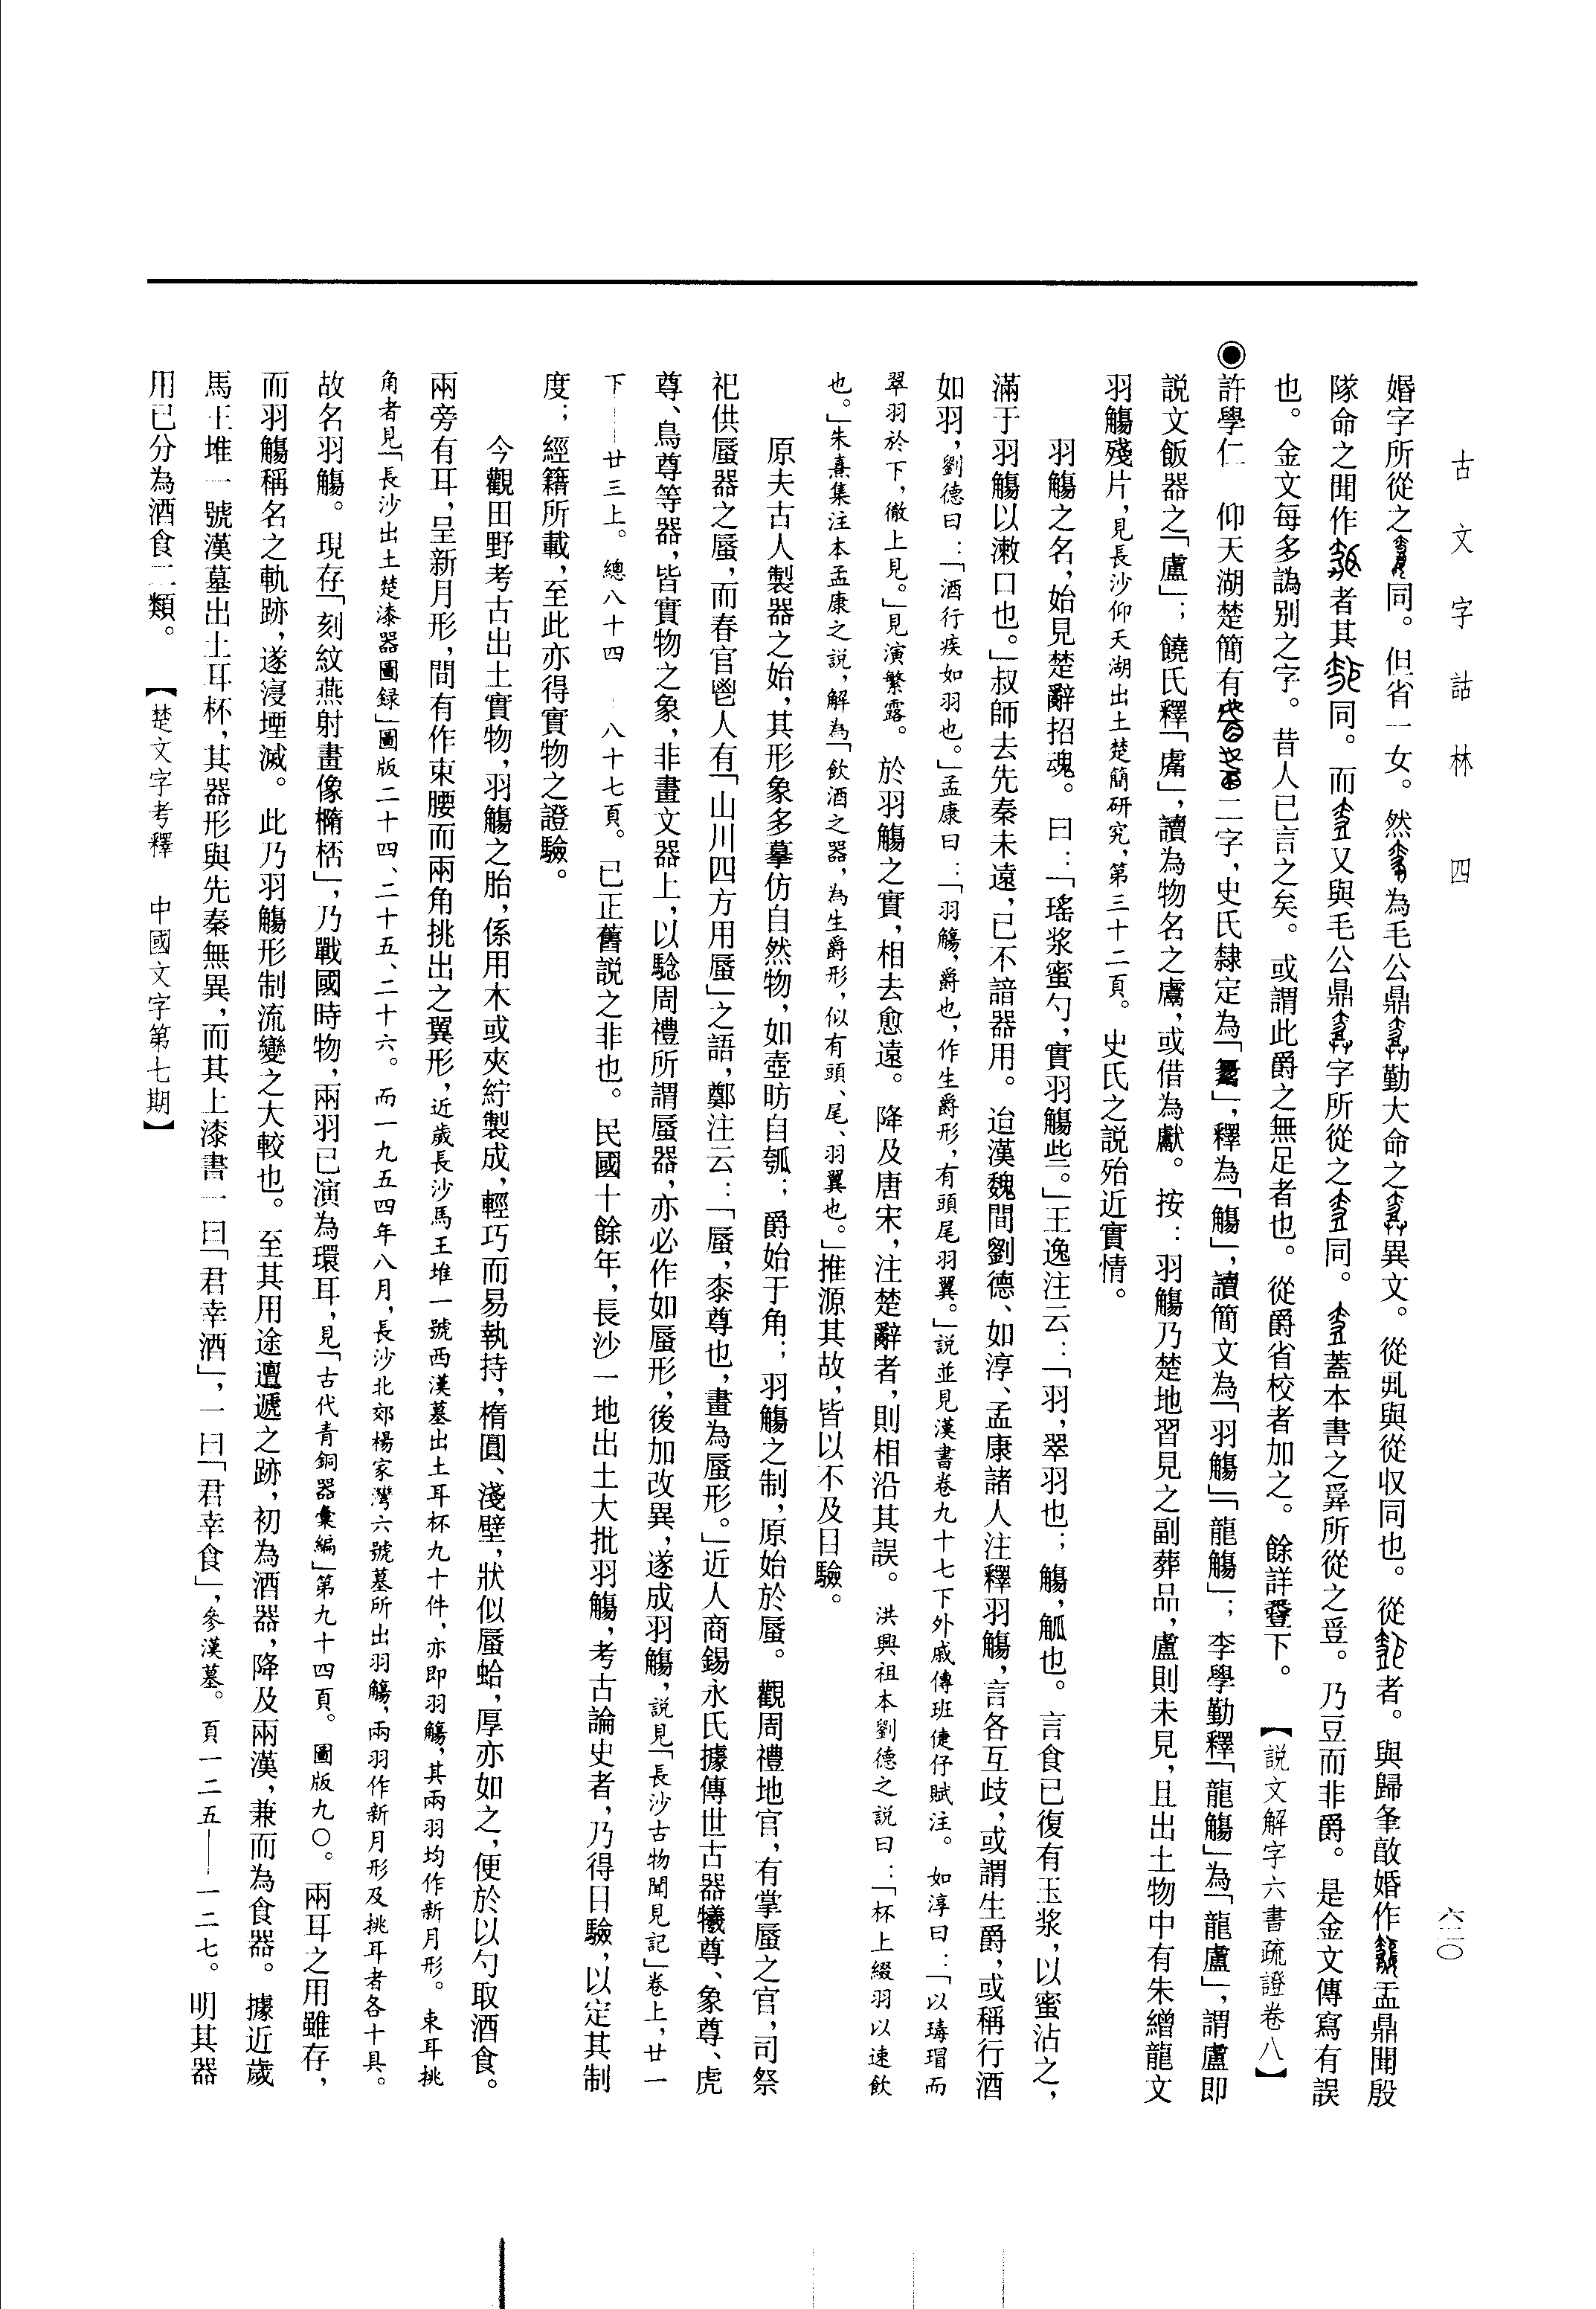 古文字詁林 四
六三〇
婚字所從之同。但省一女。然為毛公鼎勤大命之異文。從丮與從収同也。從者。與歸夆敔婚作盂鼎聞殷
隊命之聞作者其同。而又與毛公鼎字所從之同。蓋本書之羃所從之豆。乃豆而非爵。是金文傳寫有誤
也。金文每多譌别之字。昔人已言之矣。或謂此爵之無足者也。從爵省校者加之。餘詳下。 【説文解字六書疏證卷八】
◉許學仁 仰天湖楚簡有二字,史氏隸定為「」,釋為「觴」,讀簡文為「羽觴」「龍觴」;李學勤釋「龍觴」為「龍盧」,謂盧即
説文飯器之「盧」;饒氏釋「膚」,讀為物名之鬳,或借為獻。按:羽觴乃楚地習見之副葬品,盧則未見,且出土物中有朱繒龍文
羽觴殘片,見長沙仰天湖出土楚簡研究,第三十二頁。史氏之説殆近實情。
羽觴之名,始見楚辭招魂。曰:「瑤漿蜜勺,實羽觴些。」王逸注云:「羽,翠羽也;觴,觚也。言食已復有玉漿,以蜜沾之,
滿于羽觴以漱口也。」叔師去先秦未遠,已不諳器用。迨漢魏間劉德、如淳、孟康諸人注釋羽觴,言各互歧,或謂生爵,或稱行酒
如羽,劉德曰:「酒行疾如羽也。」孟康曰:「羽觴,爵也,作生爵形,有頭尾羽翼。」説並見漢書卷九十七下外戚傳班倢伃賦注。如淳曰:「以瑇瑁而
翠羽於下,徹上見。」見演繁露。於羽觴之實,相去愈遠。降及唐宋,注楚辭者,則相沿其誤。洪興祖本劉德之説曰:「杯上綴羽以速飲
也。」朱熹集注本孟康之説,解為「飲酒之器,為生爵形,似有頭、尾、羽翼也。」推源其故,皆以不及目驗。
原夫古人製器之始,其形象多摹仿自然物,如壺昉自瓠;爵始于角;羽觴之制,原始於蜃。觀周禮地官,有掌蜃之官,司祭
祀供蜃器之蜃,而春官鬯人有「山川四方用蜃」之語,鄭注云:「蜃,桼尊也,畫為蜃形。」近人商錫永氏據傳世古器犧尊、象尊、虎
尊、鳥尊等器,皆實物之象,非畫文器上,以騐周禮所謂蜃器,亦必作如蜃形,後加改異,遂成羽觴,説見「長沙古物聞見記」卷上,廿一
下——廿三上。總八十四——八十七頁。已正舊説之非也。民國十餘年,長沙一地出土大批羽觴,考古論史者,乃得目驗,以定其制
度;經籍所載,至此亦得實物之證驗。
今觀田野考古出土實物,羽觴之胎,係用木或夾紵製成,輕巧而易執持,橢圓、淺壁,狀似蜃蛤,厚亦如之,便於以勺取酒食。
兩旁有耳,呈新月形,間有作束腰而兩角挑出之翼形,近歲長沙馬王堆一號西漢墓出土耳杯九十件,亦即羽觴,其兩羽均作新月形。束耳挑
角者見「長沙出土楚漆器圖録」圖版二十四、二十五、二十六。而一九五四年八月,長沙北郊楊家灣六號墓所出羽觴,兩羽作新月形及挑耳者各十具。
故名羽觴。現存「刻紋燕射畫像橢桮」,乃戰國時物,兩羽已演為環耳,見「古代青銅器彙編」第九十四頁。圖版九〇。兩耳之用雖存,
而羽觴稱名之軌跡,遂寖堙滅。此乃羽觴形制流變之大較也。至其用途邅遞之跡,初為酒器,降及兩漢,兼而為食器。據近歲
馬王堆一號漢墓出土耳杯,其器形與先秦無異,而其上漆書一曰「君幸酒」,一曰「君幸食」,參漢墓。頁一二五——一二七。明其器
用已分為酒食二類。 【楚文字考釋 中國文字第七期】